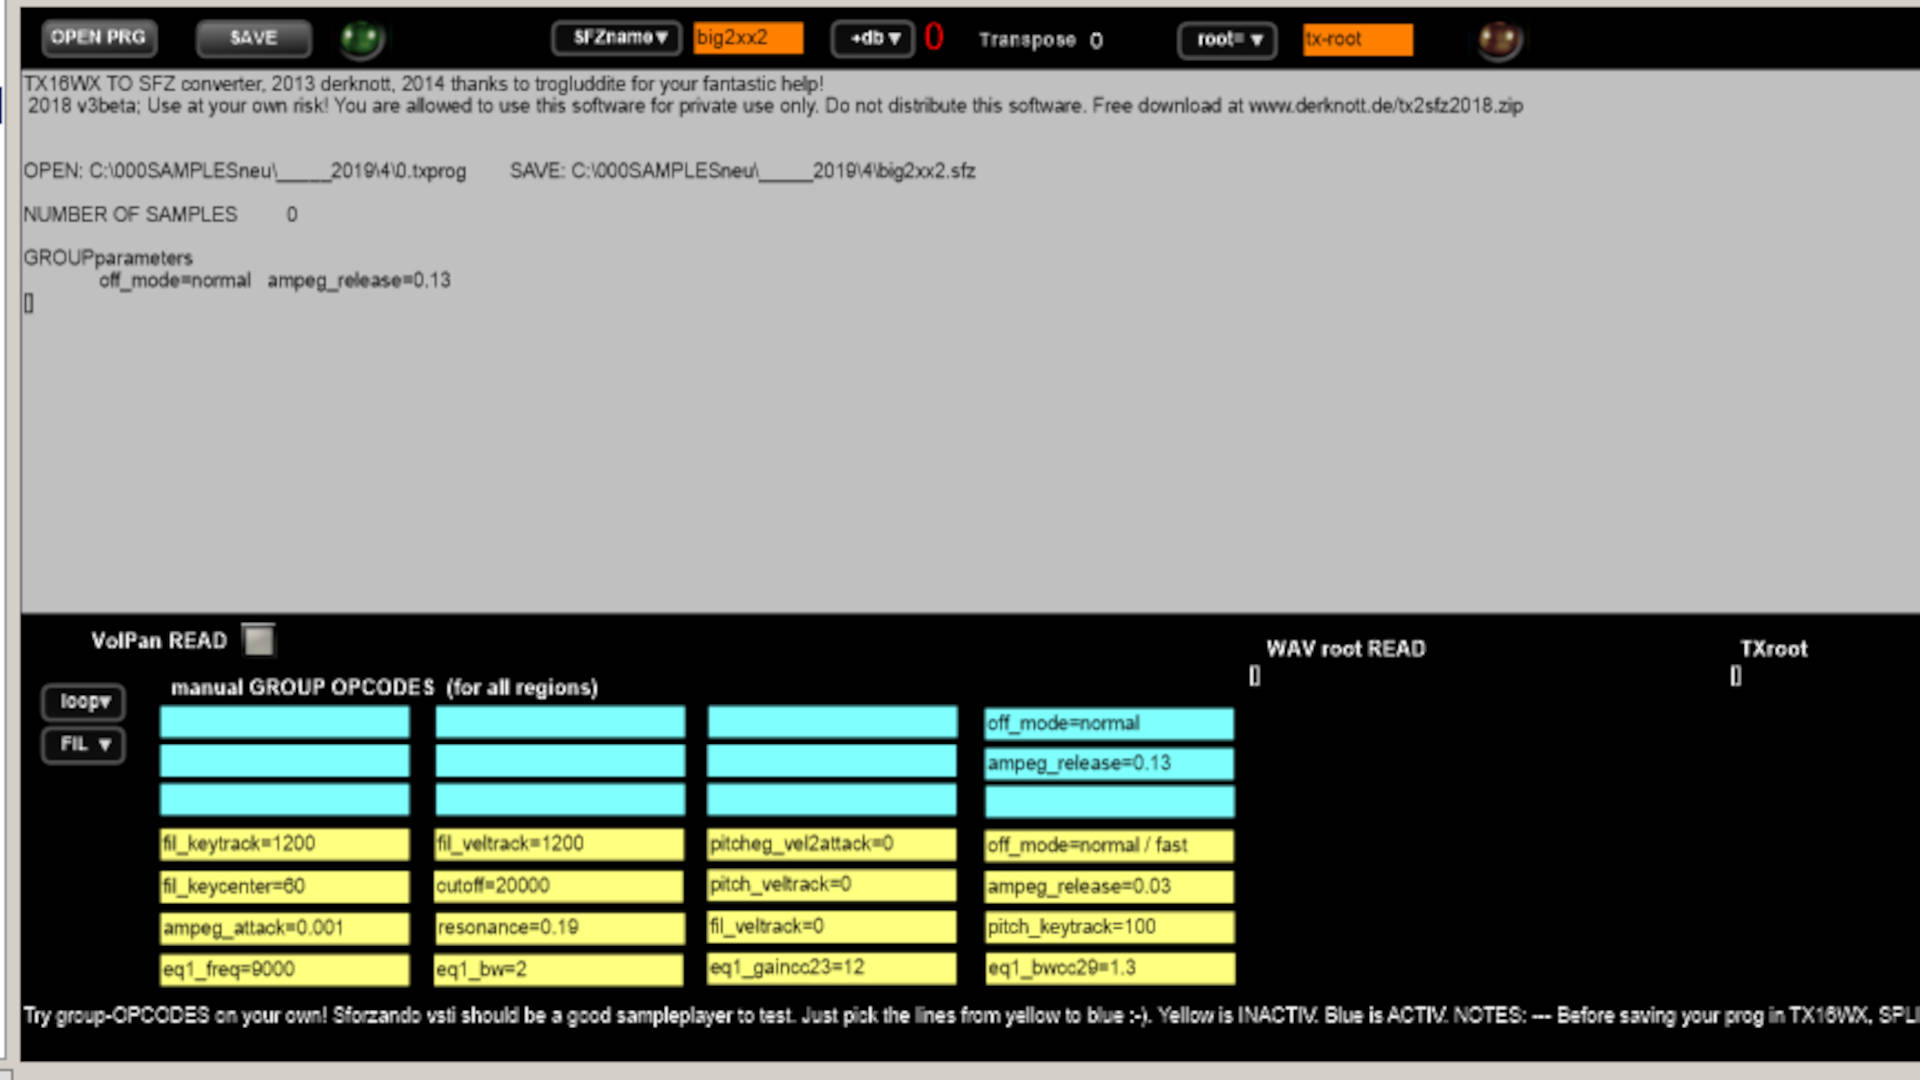 OPEN PRG SAVE SFZname▼ big2xx2 +db ▼ 0 Transpose 0 root= ▼ tx-root
TX16WX TO SFZ converter, 2013 derknott, 2014 thanks to trogluddite for your fantastic help!
2018 v3beta; Use at your own risk! You are allowed to use this software for private use only. Do not distribute this software. Free download at www.derknott.de/tx2sfz2018.zip
OPEN: C:\000SAMPLESneu\_____2019\4\0.txprog SAVE: C:\000SAMPLESneu\_____2019\4\big2xx2.sfz
NUMBER OF SAMPLES 0
GROUPparameters
off_mode=normal ampeg_release=0.13
[]
VolPan READ
WAV root READ TXroot
[] []
manual GROUP OPCODES (for all regions)
loop▼
FIL ▼
off_mode=normal
ampeg_release=0.13
fil_keytrack=1200 fil_veltrack=1200 pitcheg_vel2attack=0 off_mode=normal / fast
fil_keycenter=60 cutoff=20000 pitch_veltrack=0 ampeg_release=0.03
ampeg_attack=0.001 resonance=0.19 fil_veltrack=0 pitch_keytrack=100
eq1_freq=9000 eq1_bw=2 eq1_gaincc23=12 eq1_bwcc29=1.3
Try group-OPCODES on your own! Sforzando vsti should be a good sampleplayer to test. Just pick the lines from yellow to blue :-). Yellow is INACTIV. Blue is ACTIV. NOTES: --- Before saving your prog in TX16WX, SPLI